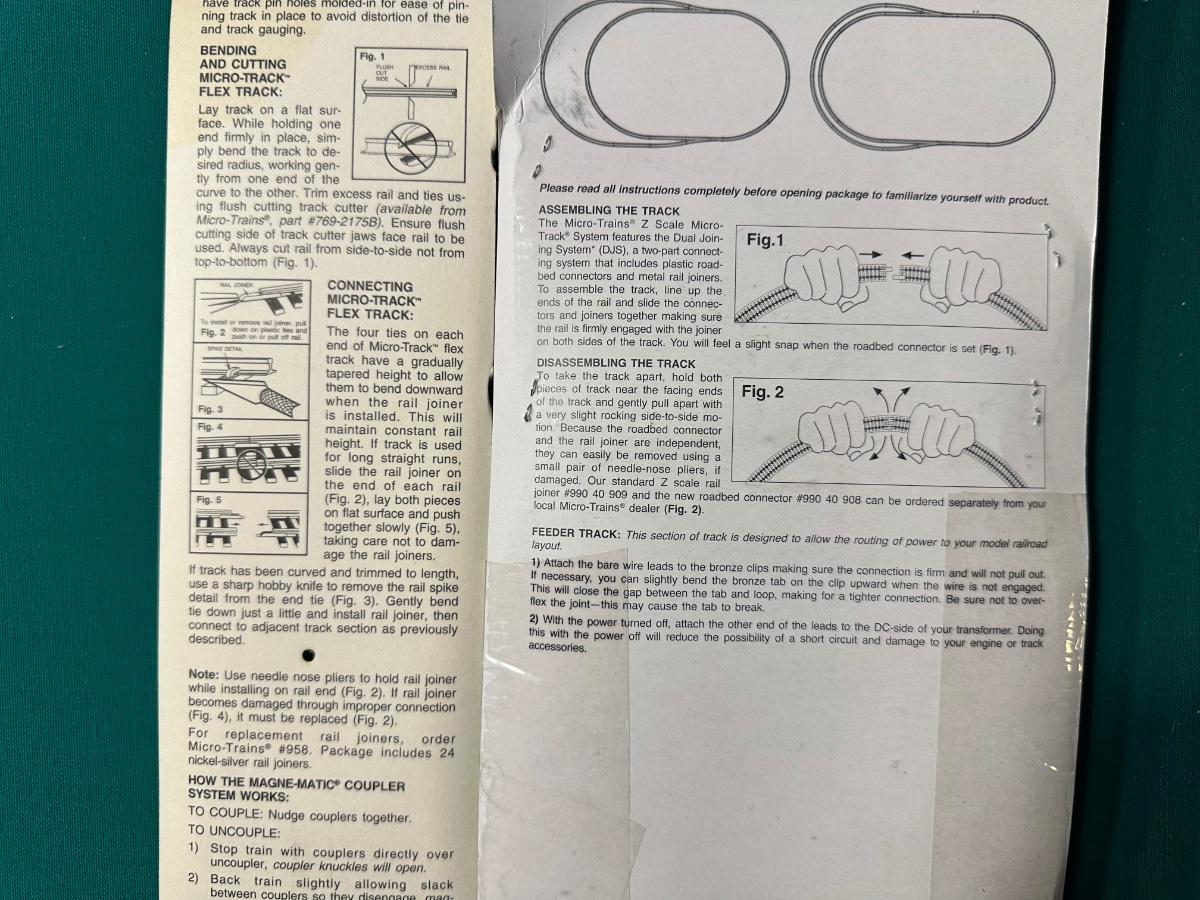 have track pin holes molded-in for ease of pin-
ning track in place to avoid distortion of the tie
and track gauging.
BENDING
AND CUTTING
MICRO-TRACK™
FLEX TRACK:
Lay track on a flat sur-
face. While holding one
end firmly in place, sim-
ply bend the track to de-
sired radius, working gen-
tly from one end of the
curve to the other. Trim excess rail and ties us-
ing flush cutting track cutter (available from
Micro-Trains®, part #769-2175B). Ensure flush
cutting side of track cutter jaws face rail to be
used. Always cut rail from side-to-side not from
top-to-bottom (Fig. 1).
Fig. 1
FLUSH
CUT
SIDE
EXCESS RAIL
RAIL JOINER
To install or remove rail joiner, pull
Fig. 2 down on plastic ties and
push on or pull off rail.
SPIKE DETAIL
Fig. 3
Fig. 4
Fig. 5
CONNECTING
MICRO-TRACK™
FLEX TRACK:
The four ties on each
end of Micro-Track™ flex
track have a gradually
tapered height to allow
them to bend downward
when the rail joiner
is installed. This will
maintain constant rail
height. If track is used
for long straight runs,
slide the rail joiner on
the end of each rail
(Fig. 2), lay both pieces
on flat surface and push
together slowly (Fig. 5),
taking care not to dam-
age the rail joiners.
If track has been curved and trimmed to length,
use a sharp hobby knife to remove the rail spike
detail from the end tie (Fig. 3). Gently bend
tie down just a little and install rail joiner, then
connect to adjacent track section as previously
described.
Note: Use needle nose pliers to hold rail joiner
while installing on rail end (Fig. 2). If rail joiner
becomes damaged through improper connection
(Fig. 4), it must be replaced (Fig. 2).
For replacement rail joiners, order
Micro-Trains® #958. Package includes 24
nickel-silver rail joiners.
HOW THE MAGNE-MATIC® COUPLER
SYSTEM WORKS:
TO COUPLE: Nudge couplers together.
TO UNCOUPLE:
1) Stop train with couplers directly over
uncoupler, coupler knuckles will open.
2) Back train slightly allowing slack
between couplers so they disengage, mag-
Please read all instructions completely before opening package to familiarize yourself with product.
ASSEMBLING THE TRACK
The Micro-Trains® Z Scale Micro-
Track® System features the Dual Join-
ing System* (DJS), a two-part connect-
ing system that includes plastic road-
bed connectors and metal rail joiners.
To assemble the track, line up the
ends of the rail and slide the connec-
tors and joiners together making sure
the rail is firmly engaged with the joiner
on both sides of the track. You will feel a slight snap when the roadbed connector is set (Fig. 1).
Fig.1
DISASSEMBLING THE TRACK
To take the track apart, hold both
pieces of track near the facing ends
of the track and gently pull apart with
a very slight rocking side-to-side mo-
tion. Because the roadbed connector
and the rail joiner are independent,
they can easily be removed using a
small pair of needle-nose pliers, if
damaged. Our standard Z scale rail
joiner #990 40 909 and the new roadbed connector #990 40 908 can be ordered separately from your
local Micro-Trains® dealer (Fig. 2).
Fig. 2
FEEDER TRACK: This section of track is designed to allow the routing of power to your model railroad
layout.
1) Attach the bare wire leads to the bronze clips making sure the connection is firm and will not pull out.
If necessary, you can slightly bend the bronze tab on the clip upward when the wire is not engaged.
This will close the gap between the tab and loop, making for a tighter connection. Be sure not to over-
flex the joint—this may cause the tab to break.
2) With the power turned off, attach the other end of the leads to the DC-side of your transformer. Doing
this with the power off will reduce the possibility of a short circuit and damage to your engine or track
accessories.